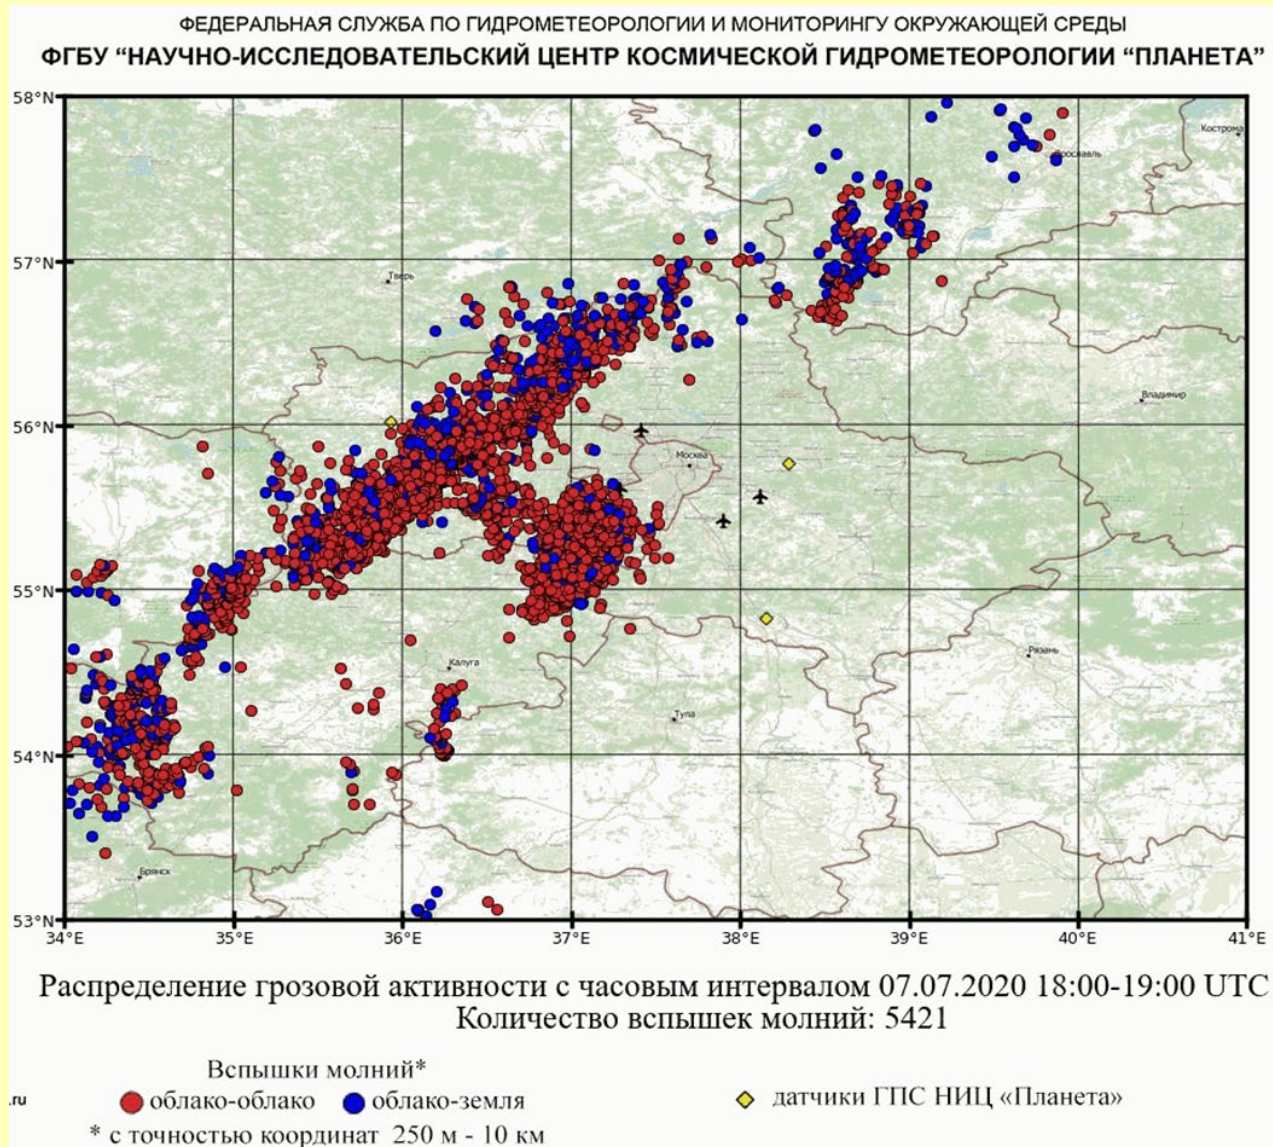 ФЕДЕРАЛЬНАЯ СЛУЖБА ПО ГИДРОМЕТЕОРОЛОГИИ И МОНИТОРИНГУ ОКРУЖАЮЩЕЙ СРЕДЫ
ФГБУ “НАУЧНО-ИССЛЕДОВАТЕЛЬСКИЙ ЦЕНТР КОСМИЧЕСКОЙ ГИДРОМЕТЕОРОЛОГИИ “ПЛАНЕТА”
58°N
Кострома
Ярославль
57°N
Тверь
Владимир
56°N
Москва
55°N
Рязань
Калуга
Тула
54°N
Брянск
53°N
34°E 35°E 36°E 37°E 38°E 39°E 40°E 41°E
Распределение грозовой активности с часовым интервалом 07.07.2020 18:00-19:00 UTC
Количество вспышек молний: 5421
Вспышки молний*
.ru облако-облако облако-земля датчики ГПС НИЦ «Планета»
* с точностью координат 250 м - 10 км